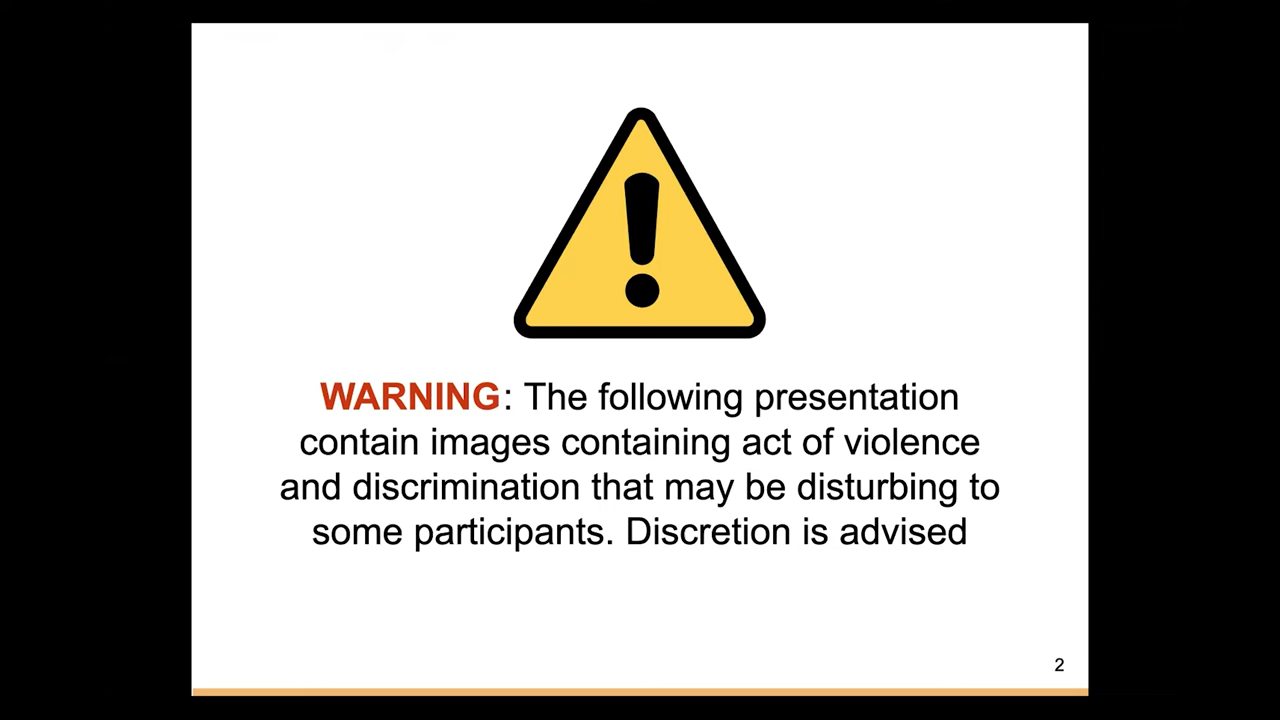 WARNING: The following presentation
contain images containing act of violence
and discrimination that may be disturbing to
some participants. Discretion is advised
2